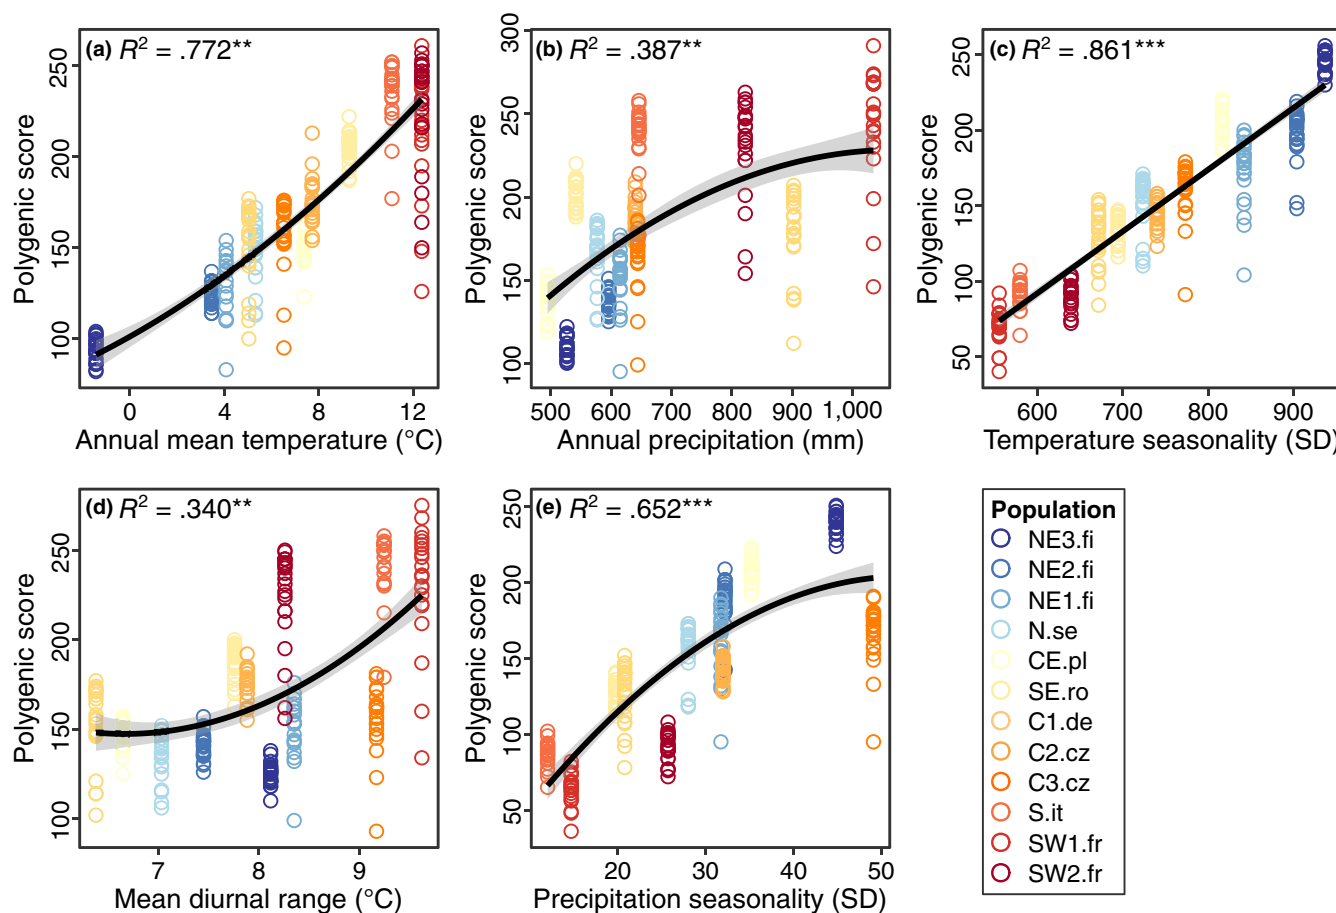 (a) R² = .772**
Polygenic score
100 150 200 250
0 4 8 12
Annual mean temperature (°C)
(b) R² = .387**
Polygenic score
100 150 200 250 300
500 600 700 800 900 1,000
Annual precipitation (mm)
(c) R² = .861***
Polygenic score
50 100 150 200 250
600 700 800 900
Temperature seasonality (SD)
(d) R² = .340**
Polygenic score
100 150 200 250
7 8 9
Mean diurnal range (°C)
(e) R² = .652***
Polygenic score
50 100 150 200 250
20 30 40 50
Precipitation seasonality (SD)
Population
NE3.fi
NE2.fi
NE1.fi
N.se
CE.pl
SE.ro
C1.de
C2.cz
C3.cz
S.it
SW1.fr
SW2.fr